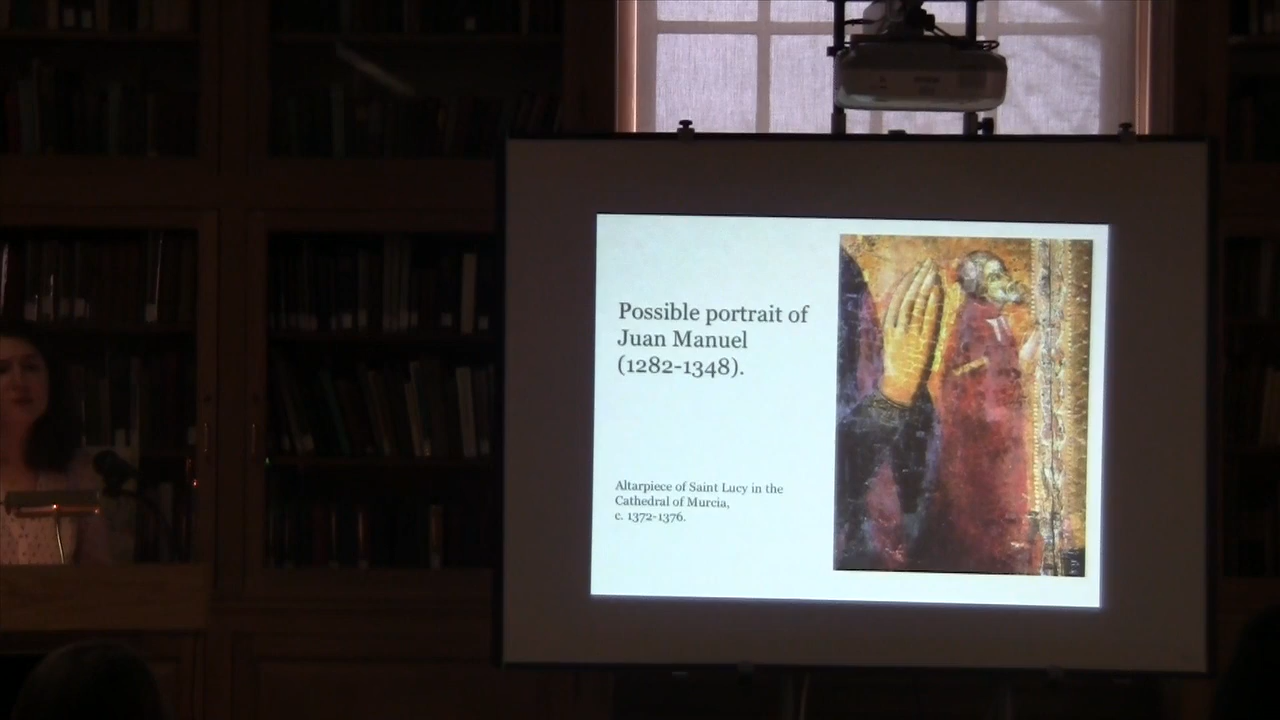 Possible portrait of
Juan Manuel
(1282-1348).
Altarpiece of Saint Lucy in the
Cathedral of Murcia,
c. 1372-1376.